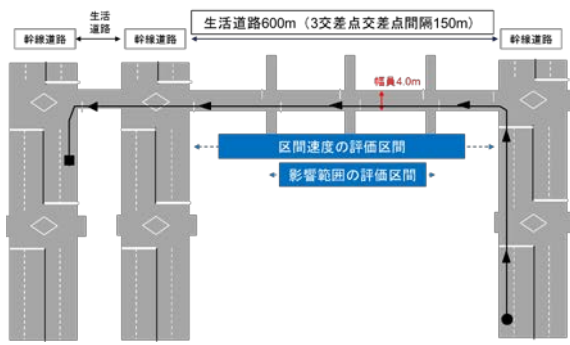 生活
道路
生活道路600m（3交差点交差点間隔150m）
幹線道路
幹線道路
幹線道路
幅員4.0m
区間速度の評価区間
影響範囲の評価区間